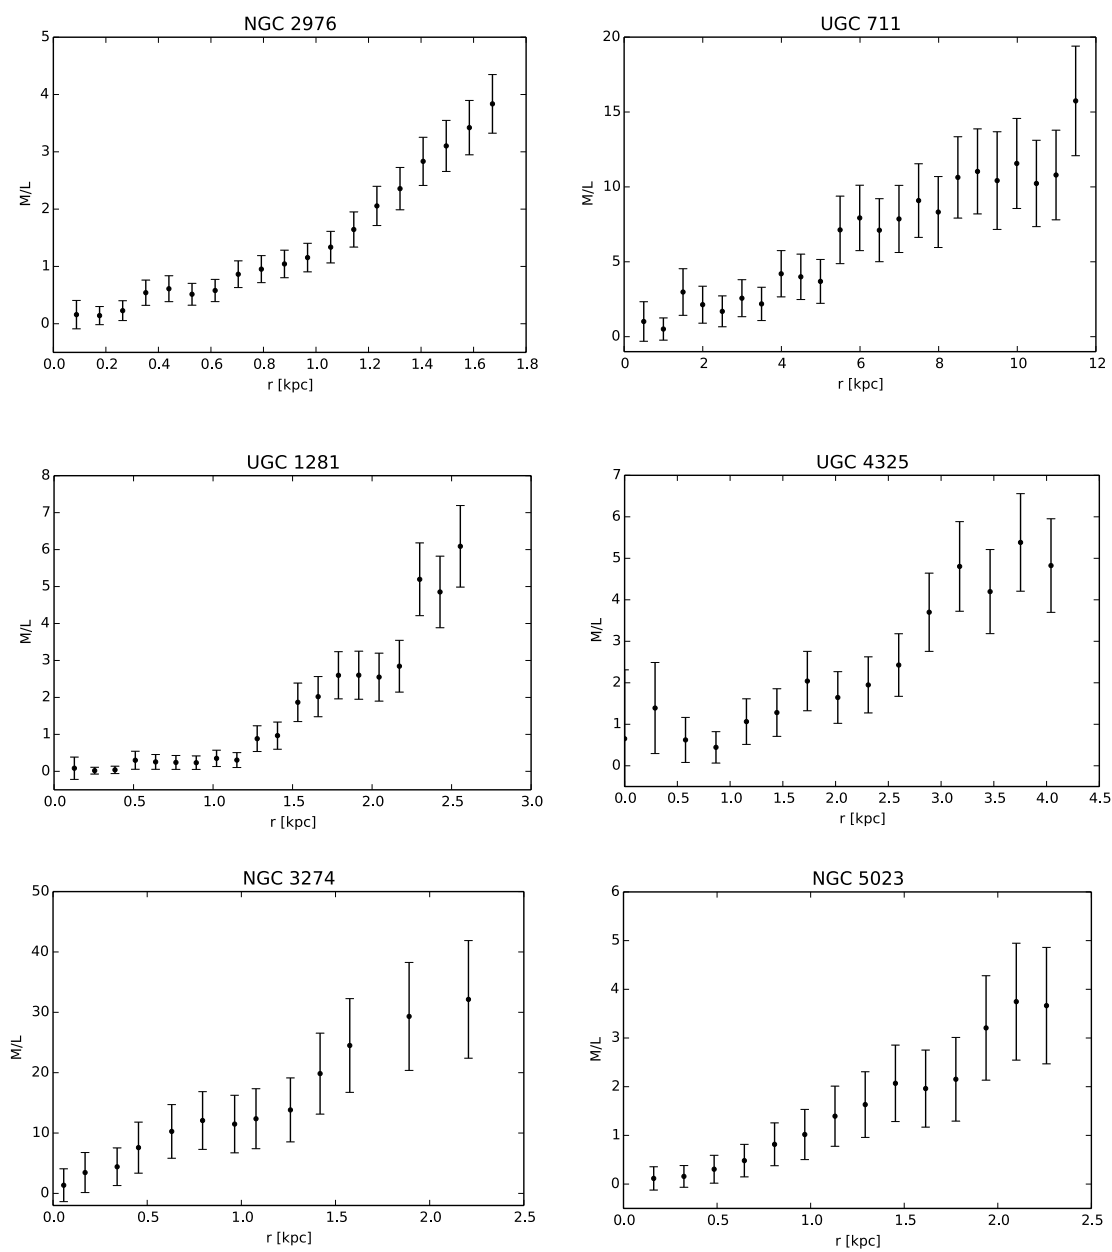 NGC 2976
5
4
3
2
1
0
M/L
0.0 0.2 0.4 0.6 0.8 1.0 1.2 1.4 1.6 1.8
r [kpc]
UGC 711
20
15
10
5
0
M/L
0 2 4 6 8 10 12
r [kpc]
UGC 1281
8
7
6
5
4
3
2
1
0
M/L
0.0 0.5 1.0 1.5 2.0 2.5 3.0
r [kpc]
UGC 4325
7
6
5
4
3
2
1
0
M/L
0.0 0.5 1.0 1.5 2.0 2.5 3.0 3.5 4.0 4.5
r [kpc]
NGC 3274
50
40
30
20
10
0
M/L
0.0 0.5 1.0 1.5 2.0 2.5
r [kpc]
NGC 5023
6
5
4
3
2
1
0
M/L
0.0 0.5 1.0 1.5 2.0 2.5
r [kpc]